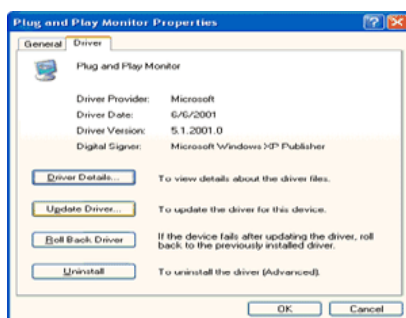 Plug and Play Monitor Properties
General Driver
Plug and Play Monitor
Driver Provider: Microsoft
Driver Date: 6/6/2001
Driver Version: 5.1.2001.0
Digital Signer: Microsoft Windows XP Publisher
Driver Details... To view details about the driver files.
Update Driver... To update the driver for this device.
Roll Back Driver If the device fails after updating the driver, roll
back to the previously installed driver.
Uninstall To uninstall the driver (Advanced).
OK Cancel